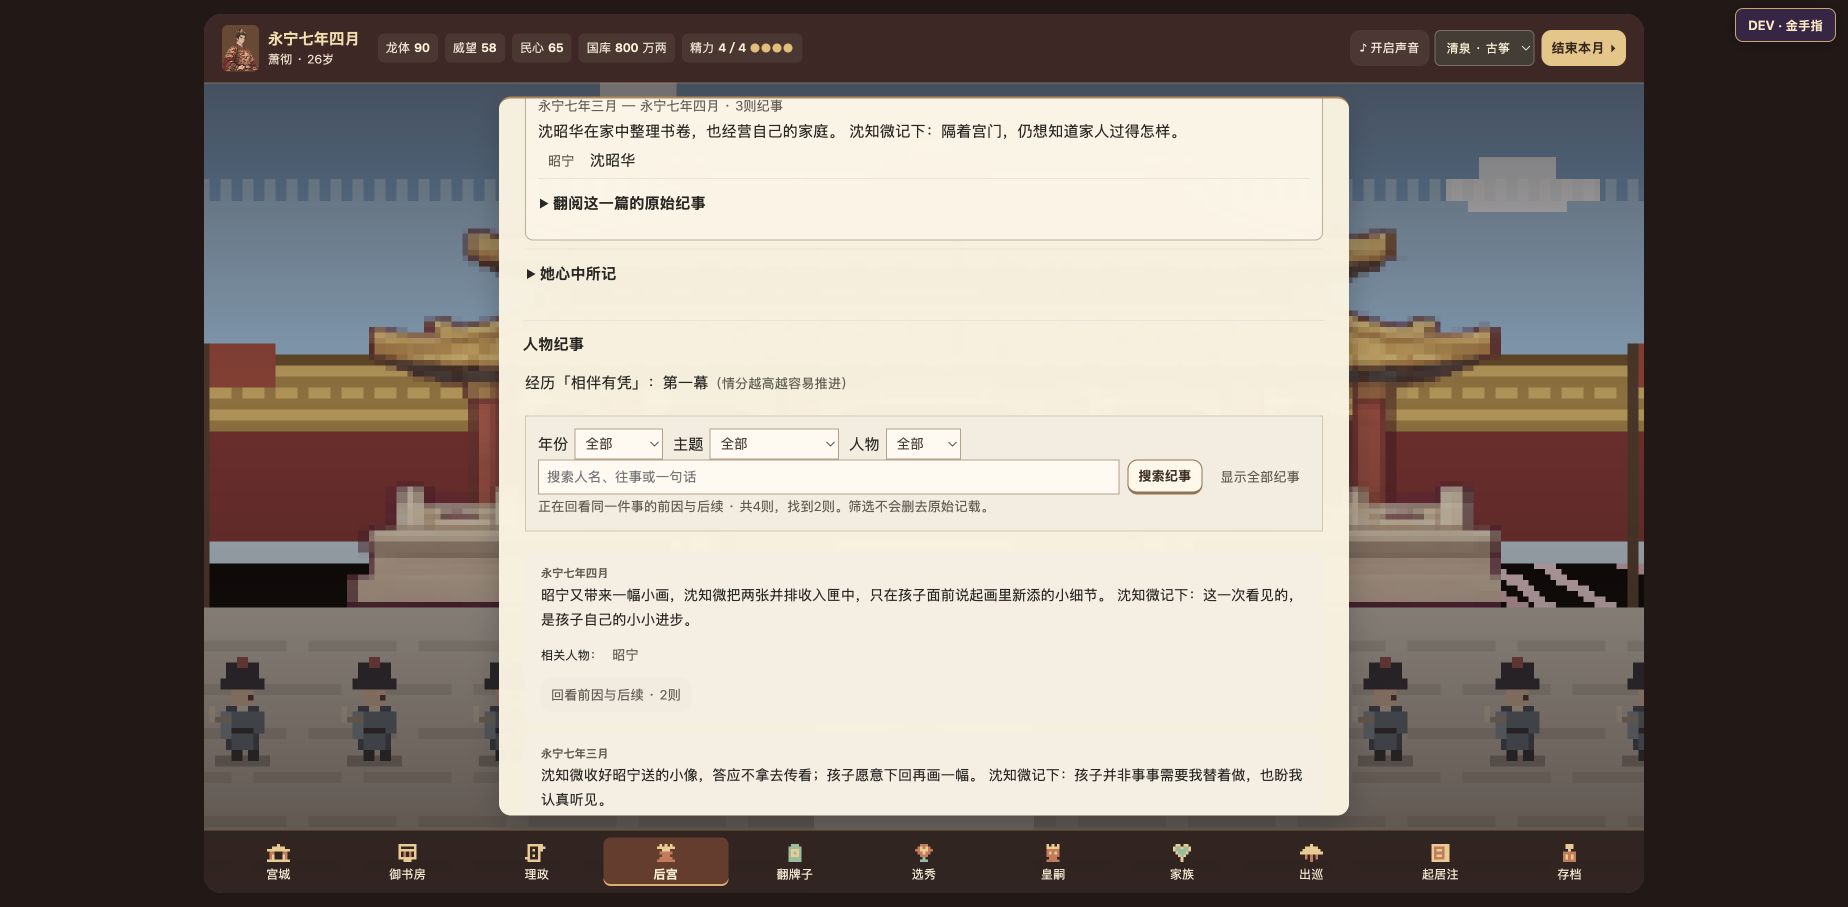 永宁七年四月
萧彻 · 26岁
龙体 90
威望 58
民心 65
国库 800 万两
精力 4 / 4
♪ 开启声音
清泉 · 古筝
结束本月
DEV · 金手指
永宁七年三月 — 永宁七年四月 · 3则纪事
沈昭华在家中整理书卷，也经营自己的家庭。 沈知微记下：隔着宫门，仍想知道家人过得怎样。
昭宁 沈昭华
翻阅这一篇的原始纪事
她心中所记
人物纪事
经历「相伴有凭」：第一幕（情分越高越容易推进）
年份 全部 主题 全部 人物 全部
搜索人名、往事或一句话
搜索纪事
显示全部纪事
正在回看同一件事的前因与后续 · 共4则，找到2则。筛选不会删去原始记载。
永宁七年四月
昭宁又带来一幅小画，沈知微把两张并排收入匣中，只在孩子面前说起画里新添的小细节。 沈知微记下：这一次看见的，
是孩子自己的小小进步。
相关人物： 昭宁
回看前因与后续 · 2则
永宁七年三月
沈知微收好昭宁送的小像，答应不拿去传看；孩子愿意下回再画一幅。 沈知微记下：孩子并非事事需要我替着做，也盼我
认真听见。
宫城
御书房
理政
后宫
翻牌子
选秀
皇嗣
家族
出巡
起居注
存档